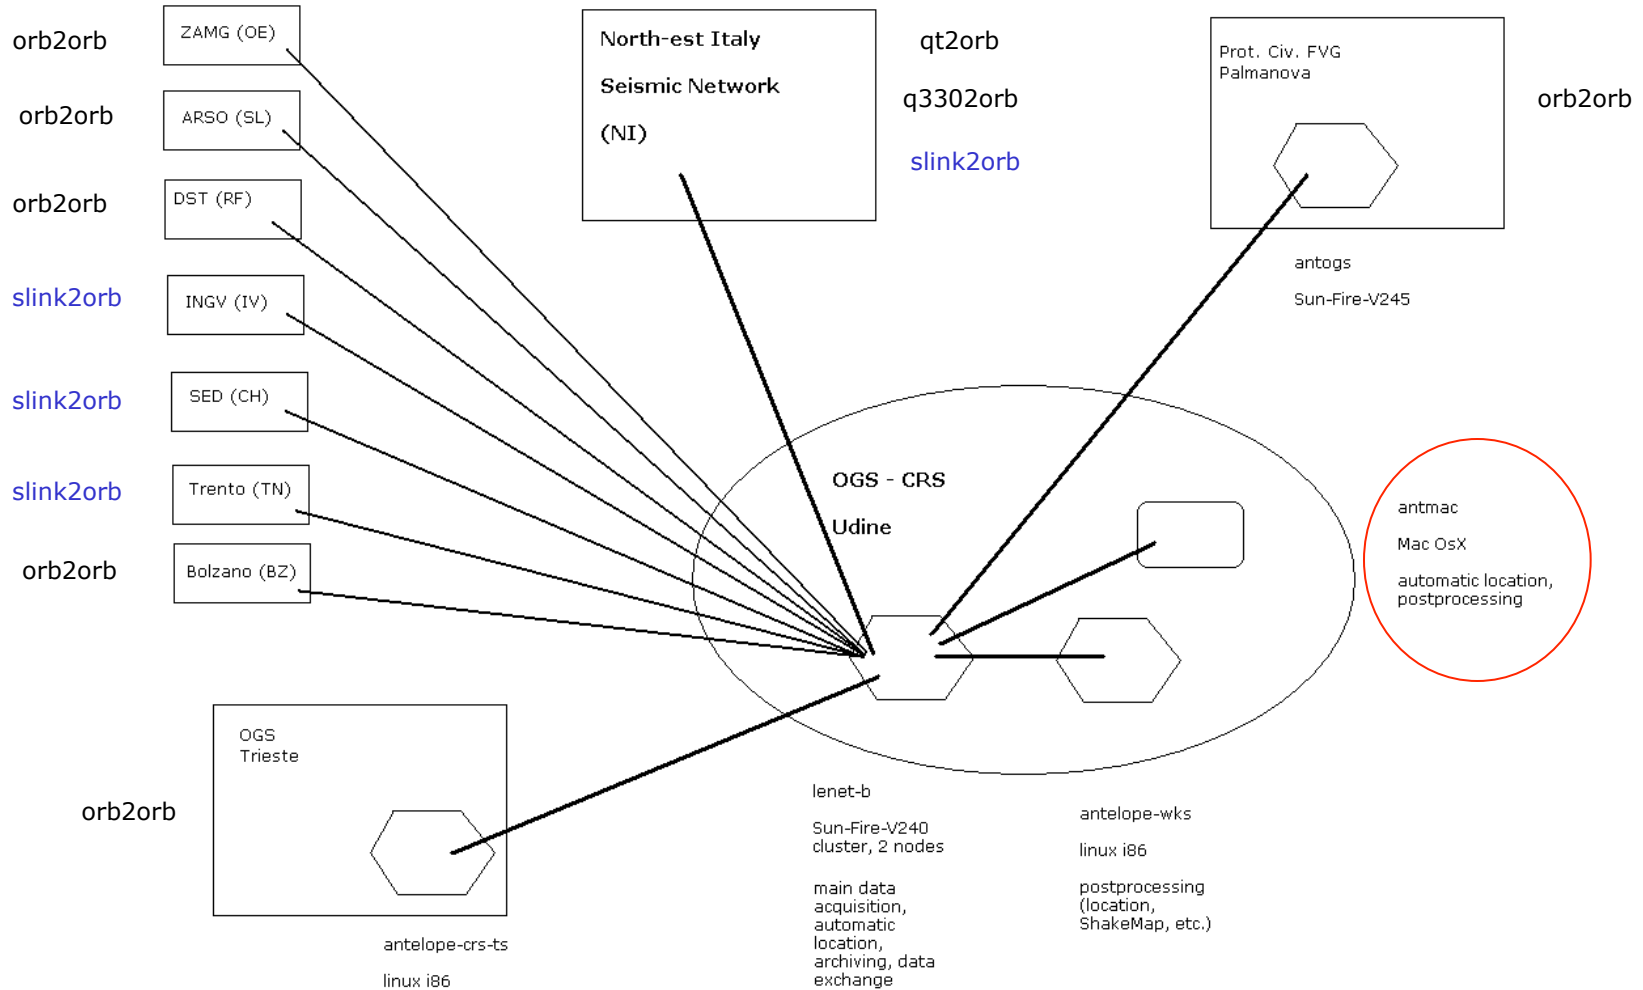 orb2orb
ZAMG (OE)
orb2orb
ARSO (SL)
orb2orb
DST (RF)
slink2orb
INGV (IV)
slink2orb
SED (CH)
slink2orb
Trento (TN)
orb2orb
Bolzano (BZ)
North-est Italy
Seismic Network
(NI)
qt2orb
q3302orb
slink2orb
Prot. Civ. FVG
Palmanova
orb2orb
antogs
Sun-Fire-V245
OGS - CRS
Udine
antmac
Mac OsX
automatic location,
postprocessing
OGS
Trieste
orb2orb
antelope-crs-ts
linux i86
lenet-b
Sun-Fire-V240
cluster, 2 nodes
main data
acquisition,
automatic
location,
archiving, data
exchange
antelope-wks
linux i86
postprocessing
(location,
ShakeMap, etc.)